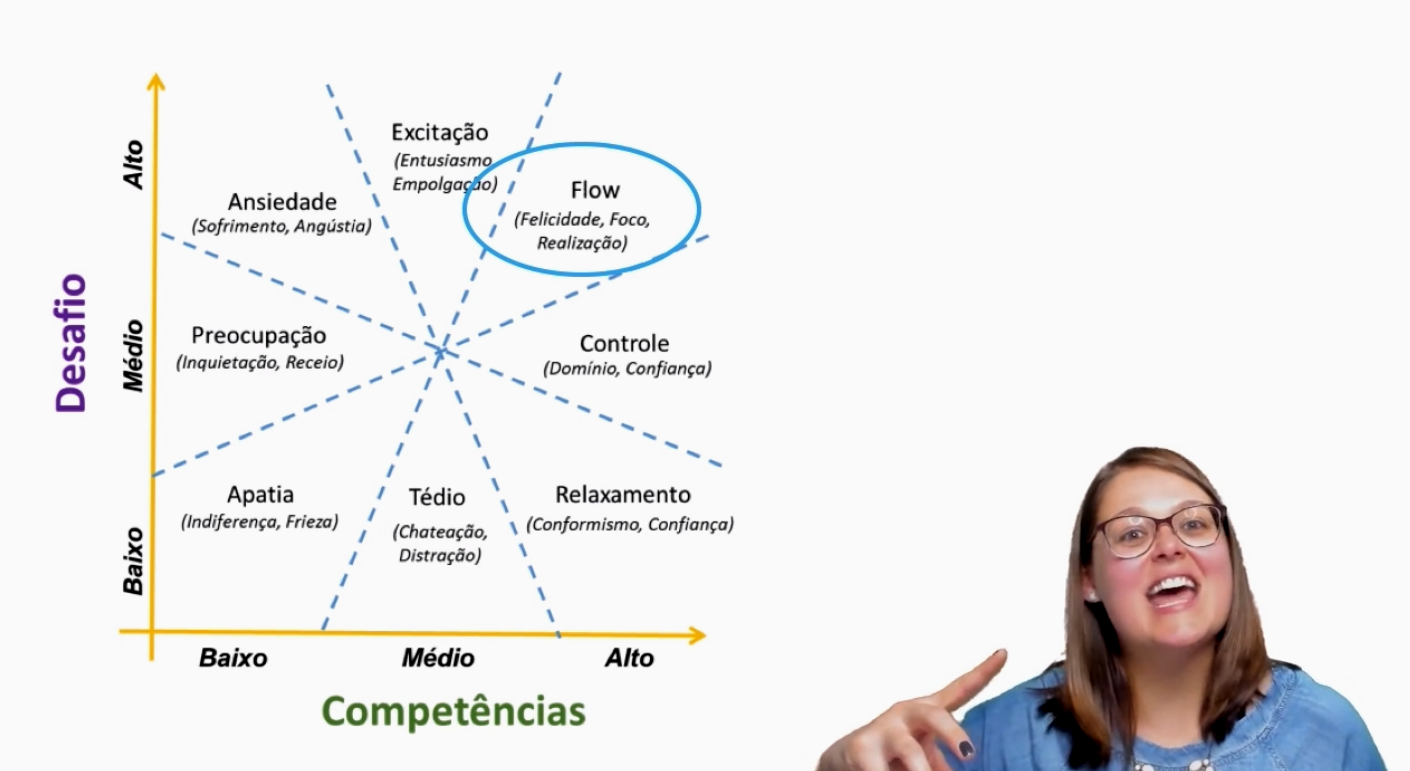 Excitação
(Entusiasmo
Empolgação)
Alto
Flow
(Felicidade, Foco,
Realização)
Ansiedade
(Sofrimento, Angústia)
Desafio
Médio
Preocupação
(Inquietação, Receio)
Controle
(Domínio, Confiança)
Baixo
Apatia
(Indiferença, Frieza)
Tédio
(Chateação,
Distração)
Relaxamento
(Conformismo, Confiança)
Baixo
Médio
Alto
Competências